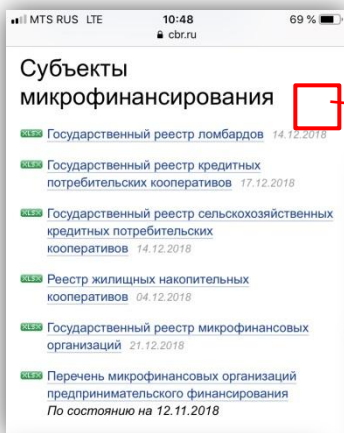 MTS RUS LTE 10:48 69 %
cbr.ru
Субъекты
микрофинансирования
XLSX Государственный реестр ломбардов 14.12.2018
XLSX Государственный реестр кредитных
потребительских кооперативов 17.12.2018
XLSX Государственный реестр сельскохозяйственных
кредитных потребительских
кооперативов 14.12.2018
XLSX Реестр жилищных накопительных
кооперативов 04.12.2018
XLSX Государственный реестр микрофинансовых
организаций 21.12.2018
XLSX Перечень микрофинансовых организаций
предпринимательского финансирования
По состоянию на 12.11.2018